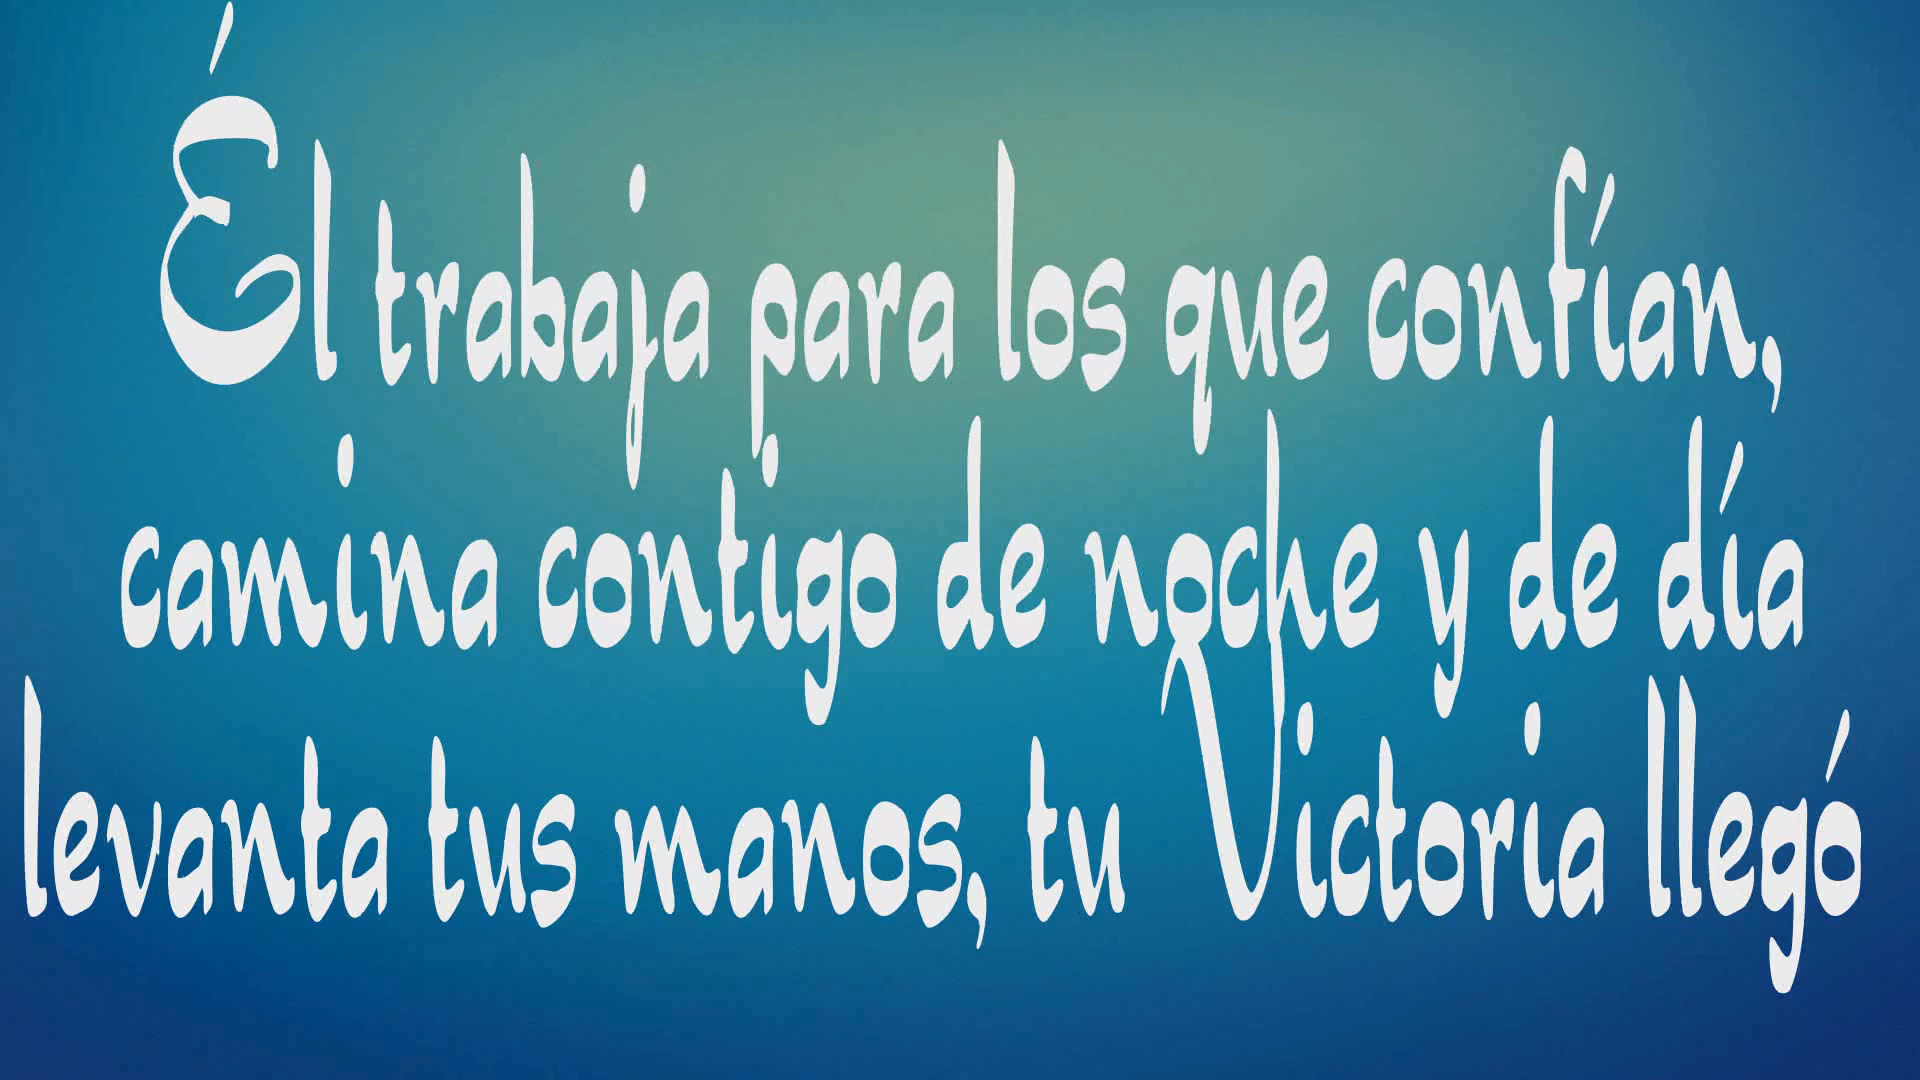 Él trabaja para los que confían,
camina contigo de noche y de día
levanta tus manos, tu Victoria llegó